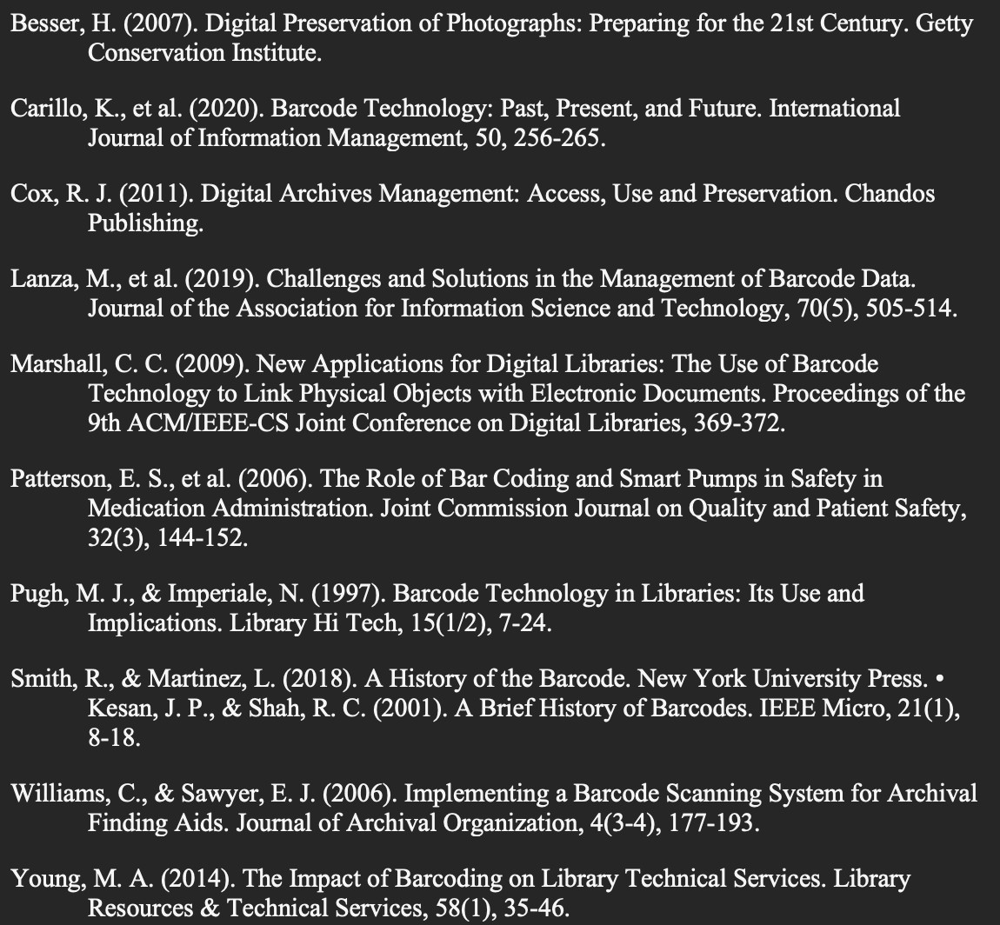 Besser, H. (2007). Digital Preservation of Photographs: Preparing for the 21st Century. Getty
Conservation Institute.
Carillo, K., et al. (2020). Barcode Technology: Past, Present, and Future. International
Journal of Information Management, 50, 256-265.
Cox, R. J. (2011). Digital Archives Management: Access, Use and Preservation. Chandos
Publishing.
Lanza, M., et al. (2019). Challenges and Solutions in the Management of Barcode Data.
Journal of the Association for Information Science and Technology, 70(5), 505-514.
Marshall, C. C. (2009). New Applications for Digital Libraries: The Use of Barcode
Technology to Link Physical Objects with Electronic Documents. Proceedings of the
9th ACM/IEEE-CS Joint Conference on Digital Libraries, 369-372.
Patterson, E. S., et al. (2006). The Role of Bar Coding and Smart Pumps in Safety in
Medication Administration. Joint Commission Journal on Quality and Patient Safety,
32(3), 144-152.
Pugh, M. J., & Imperiale, N. (1997). Barcode Technology in Libraries: Its Use and
Implications. Library Hi Tech, 15(1/2), 7-24.
Smith, R., & Martinez, L. (2018). A History of the Barcode. New York University Press. •
Kesan, J. P., & Shah, R. C. (2001). A Brief History of Barcodes. IEEE Micro, 21(1),
8-18.
Williams, C., & Sawyer, E. J. (2006). Implementing a Barcode Scanning System for Archival
Finding Aids. Journal of Archival Organization, 4(3-4), 177-193.
Young, M. A. (2014). The Impact of Barcoding on Library Technical Services. Library
Resources & Technical Services, 58(1), 35-46.